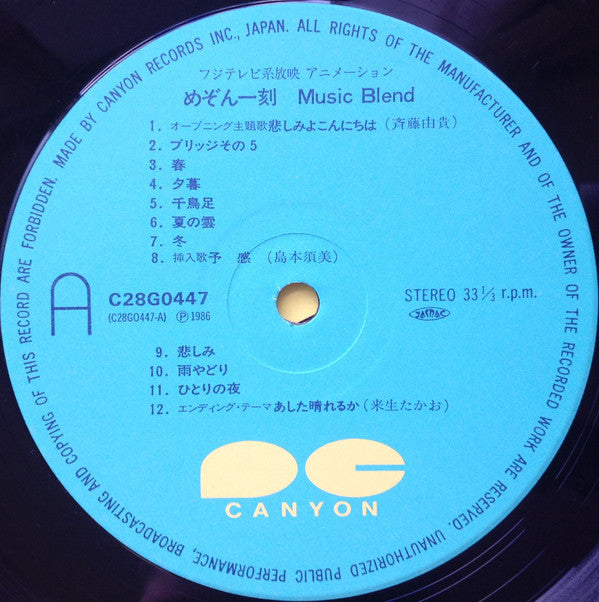 MADE BY CANYON RECORDS INC., JAPAN. ALL RIGHTS OF THE MANUFACTURER AND OF THE OWNER OF THE RECORDED WORK ARE RESERVED. UNAUTHORIZED PUBLIC PERFORMANCE, BROADCASTING AND COPYING OF THIS RECORD ARE FORBIDDEN.
フジテレビ系放映 アニメーション
めぞん一刻 Music Blend
1. オープニング主題歌 悲しみよこんにちは (斉藤由貴)
2. ブリッジその5
3. 春
4. 夕暮
5. 千鳥足
6. 夏の雲
7. 冬
8. 挿入歌 予 感 (島本須美)
A
C28G0447
(C28G0447-A) Ⓟ 1986
STEREO 33 1/3 r.p.m.
JASRAC
9. 悲しみ
10. 雨やどり
11. ひとりの夜
12. エンディング・テーマ あした晴れるか (来生たかお)
PC
CANYON